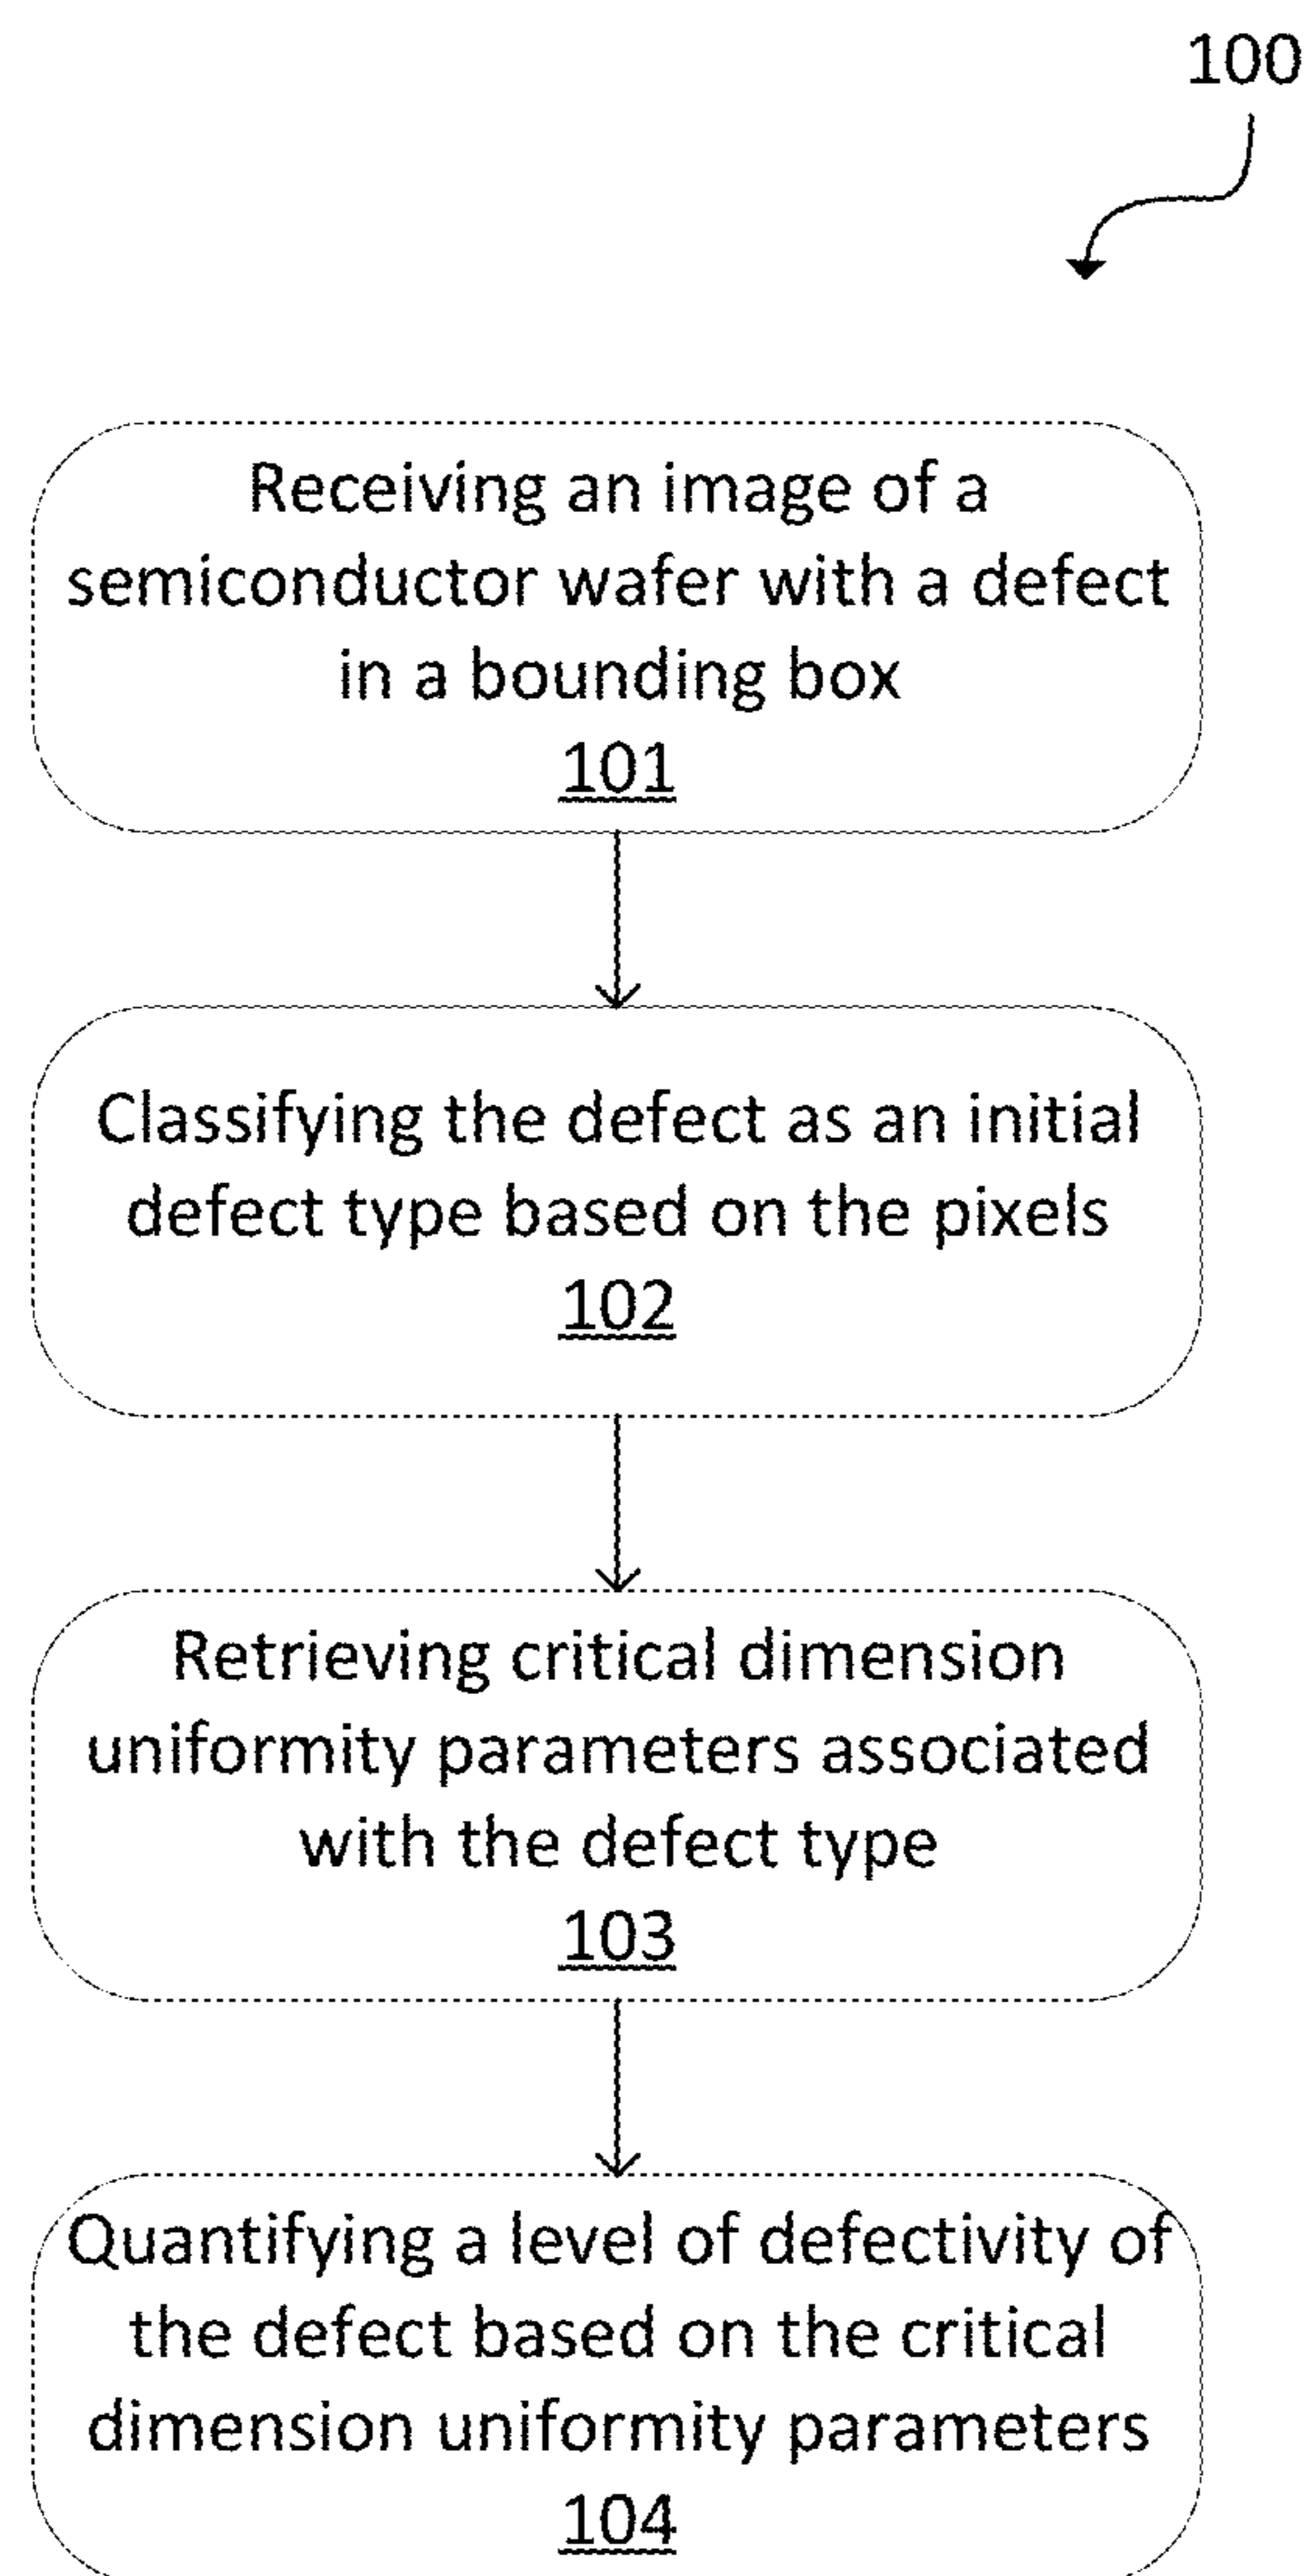 100
Receiving an image of a
semiconductor wafer with a defect
in a bounding box
101
Classifying the defect as an initial
defect type based on the pixels
102
Retrieving critical dimension
uniformity parameters associated
with the defect type
103
Quantifying a level of defectivity of
the defect based on the critical
dimension uniformity parameters
104